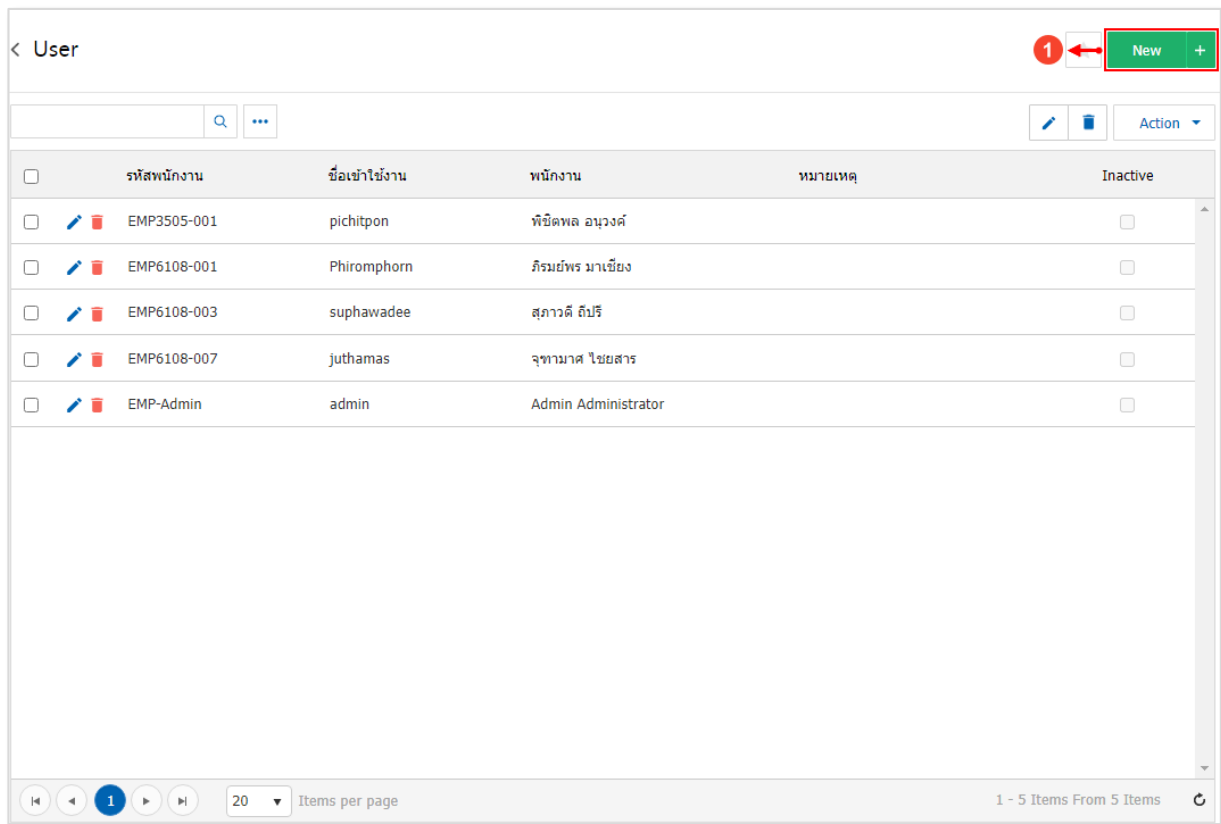 < User
1
New +
Action
รหัสพนักงาน ชื่อเข้าใช้งาน พนักงาน หมายเหตุ Inactive
EMP3505-001 pichitpon พิชิตพล อนุวงค์
EMP6108-001 Phiromphorn ภิรมย์พร มาเชียง
EMP6108-003 suphawadee สุภาวดี ถีปรี
EMP6108-007 juthamas จุฑามาศ ไชยสาร
EMP-Admin admin Admin Administrator
1 20 Items per page 1 - 5 Items From 5 Items